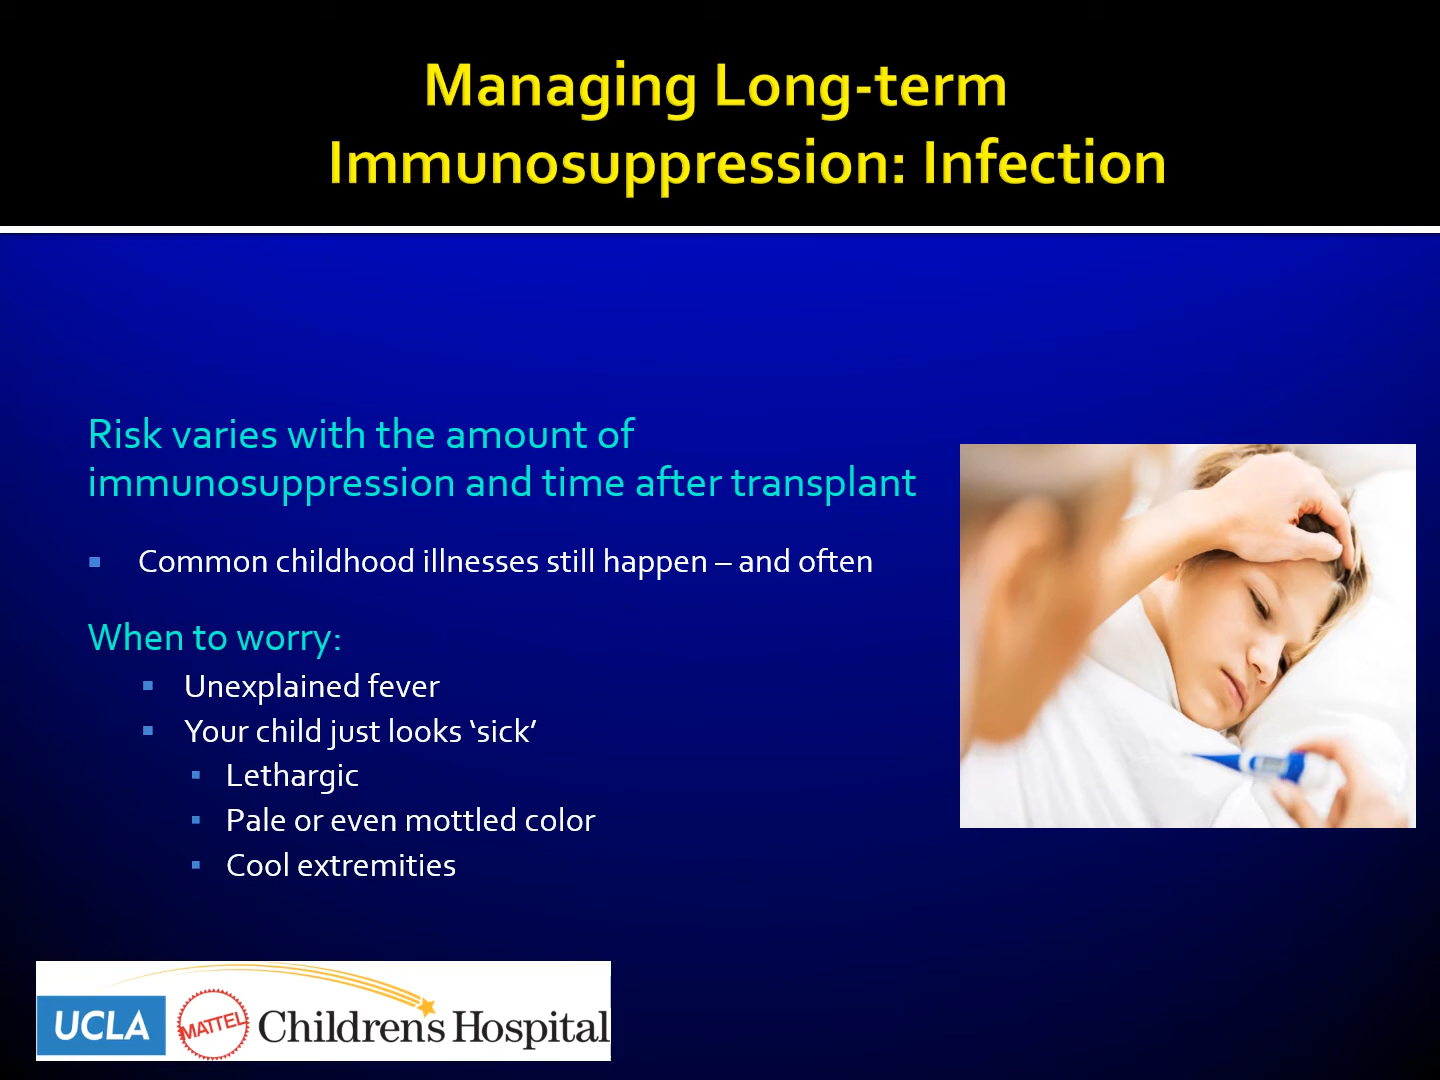 Managing Long-term
Immunosuppression: Infection
Risk varies with the amount of
immunosuppression and time after transplant
Common childhood illnesses still happen – and often
When to worry:
Unexplained fever
Your child just looks ‘sick’
Lethargic
Pale or even mottled color
Cool extremities
UCLA MATTEL Children's Hospital